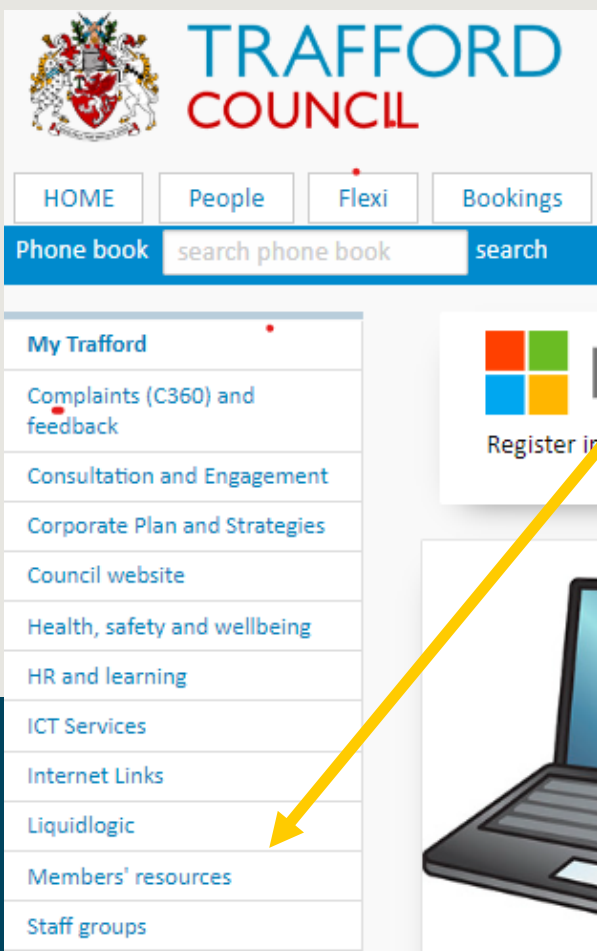 TRAFFORD
COUNCIL
HOME People Flexi Bookings
Phone book search phone book search
My Trafford
Complaints (C360) and
feedback
Consultation and Engagement
Corporate Plan and Strategies
Council website
Health, safety and wellbeing
HR and learning
ICT Services
Internet Links
Liquidlogic
Members' resources
Staff groups
Register